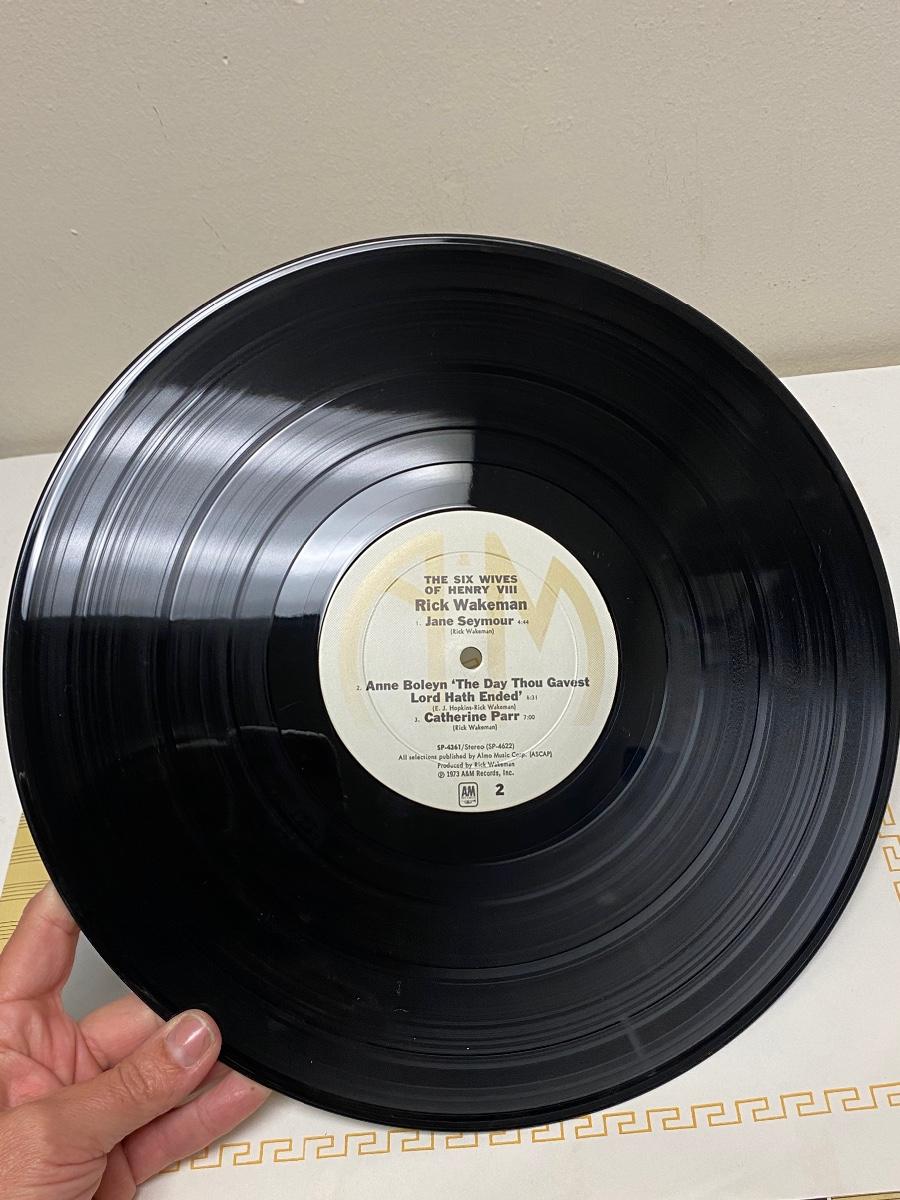 THE SIX WIVES
OF HENRY VIII
Rick Wakeman
1. Jane Seymour 4:44
(Rick Wakeman)
2. Anne Boleyn ‘The Day Thou Gavest
Lord Hath Ended’ 6:31
(E. J. Hopkins-Rick Wakeman)
3. Catherine Parr 7:00
(Rick Wakeman)
SP-4361/Stereo (SP-4622)
All selections published by Almo Music Corp. (ASCAP)
Produced by Rick Wakeman
℗ 1973 A&M Records, Inc.
AM 2